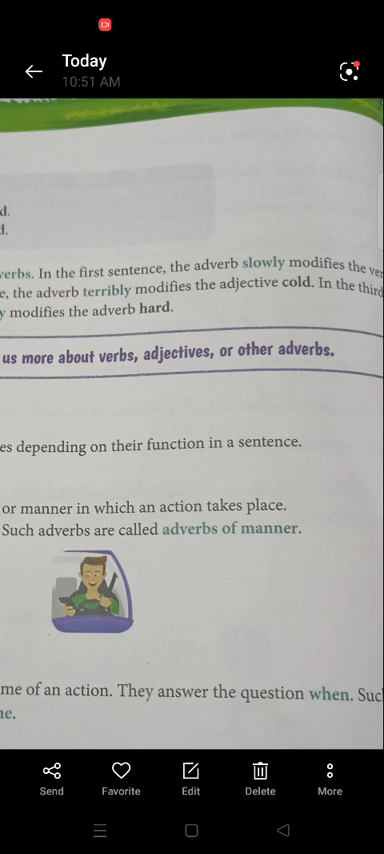 Today
10:51 AM
d.
d.
verbs. In the first sentence, the adverb slowly modifies the ver
e, the adverb terribly modifies the adjective cold. In the third
y modifies the adverb hard.
us more about verbs, adjectives, or other adverbs.
es depending on their function in a sentence.
or manner in which an action takes place.
Such adverbs are called adverbs of manner.
me of an action. They answer the question when. Suc
ne.
Send
Favorite
Edit
Delete
More